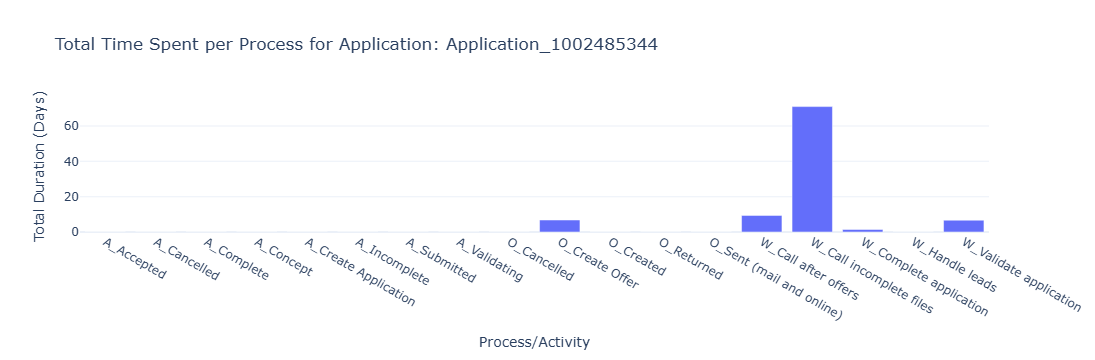 Total Time Spent per Process for Application: Application_1002485344
Total Duration (Days)
60
40
20
0
A_Accepted
A_Cancelled
A_Complete
A_Concept
A_Create Application
A_Incomplete
A_Submitted
A_Validating
O_Cancelled
O_Create Offer
O_Created
O_Returned
O_Sent (mail and online)
W_Call after offers
W_Call incomplete files
W_Complete application
W_Handle leads
W_Validate application
Process/Activity